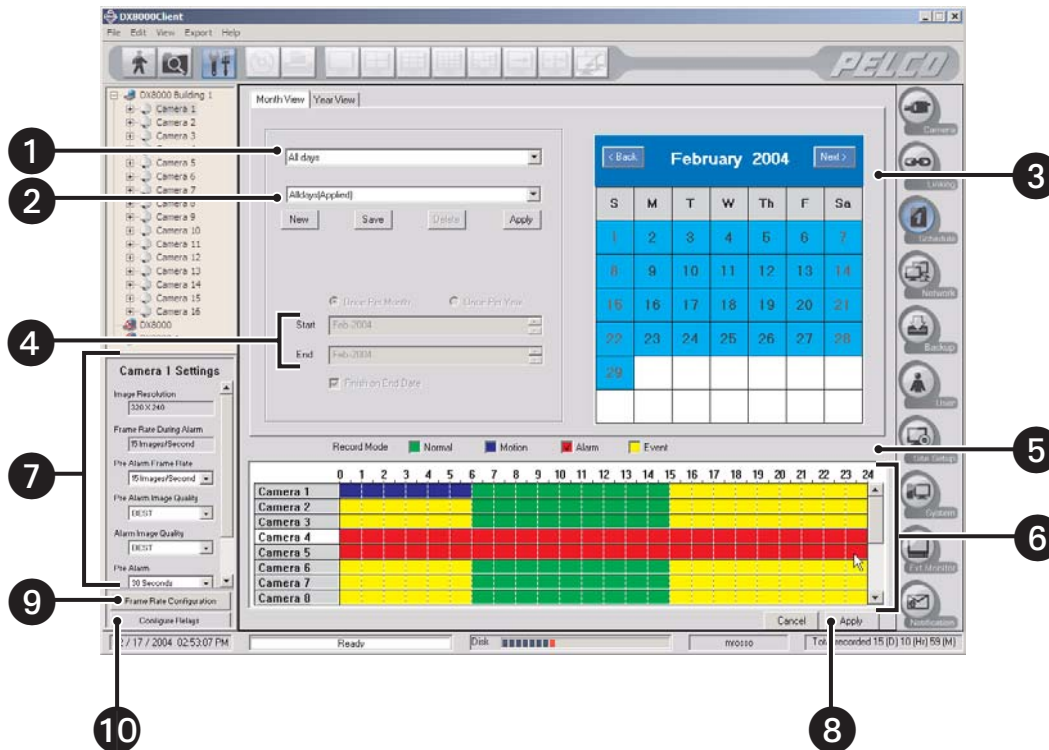 DX8000Client
File Edit View Export Help
PELCO
DX8000 Building 1
Camera 1
Camera 2
Camera 3
Camera 5
Camera 6
Camera 7
Camera 8
Camera 9
Camera 10
Camera 11
Camera 12
Camera 13
Camera 14
Camera 15
Camera 16
DX8000
Month View Year View
All days
Alldays(Applied)
New Save Delete Apply
Once Per Month Once Per Year
Start Feb-2004
End Feb-2004
Finish on End Date
< Back February 2004 Next >
S M T W Th F Sa
1 2 3 4 5 6 7
8 9 10 11 12 13 14
15 16 17 18 19 20 21
22 23 24 25 26 27 28
29
Camera
Linking
Schedule
Network
Backup
User
Site Setup
System
Ext Monitor
Notification
Camera 1 Settings
Image Resolution
320 X 240
Frame Rate During Alarm
15 Images/Second
Pre Alarm Frame Rate
15 Images/Second
Pre Alarm Image Quality
BEST
Alarm Image Quality
BEST
Pre Alarm
30 Seconds
Frame Rate Configuration
Configure Relays
Record Mode Normal Motion Alarm Event
0 1 2 3 4 5 6 7 8 9 10 11 12 13 14 15 16 17 18 19 20 21 22 23 24
Camera 1
Camera 2
Camera 3
Camera 4
Camera 5
Camera 6
Camera 7
Camera 8
Cancel Apply
/ 17 / 2004 02:53:07 PM Ready Disk mrosso recorded 15 (D) 10 (Hr) 59 (M)
1
2
3
4
5
6
7
8
9
10